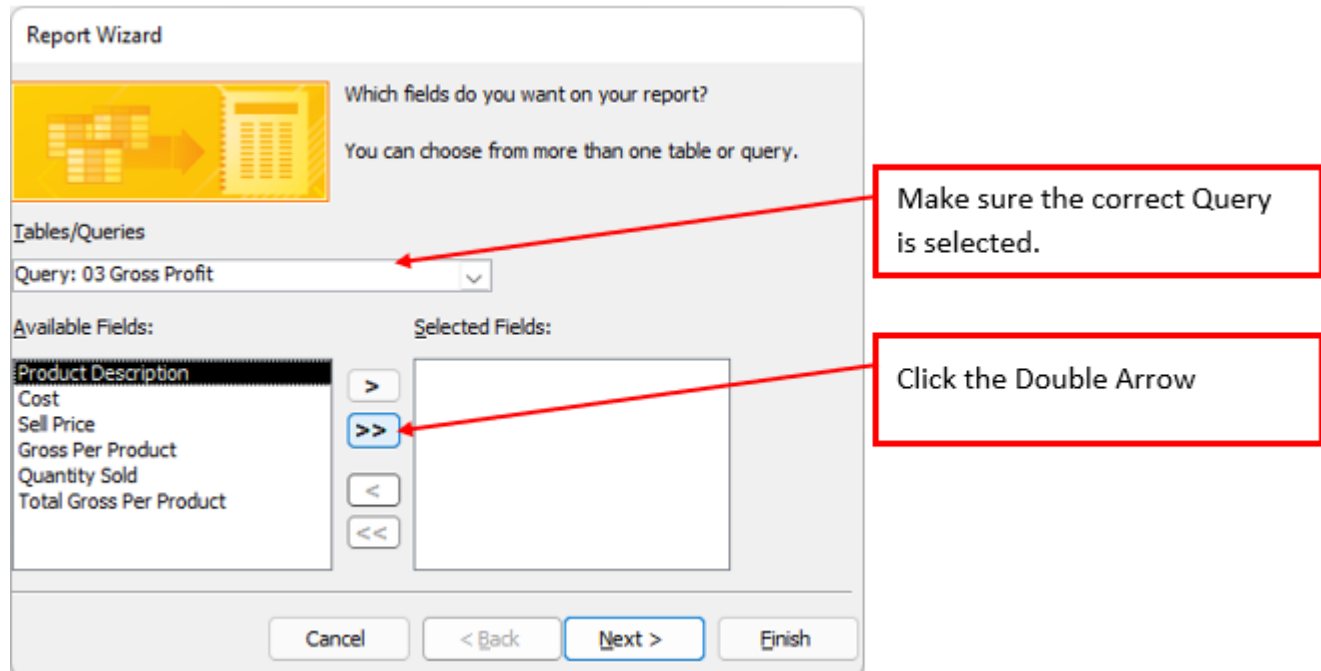 Report Wizard
Which fields do you want on your report?
You can choose from more than one table or query.
Make sure the correct Query
is selected.
Tables/Queries
Query: 03 Gross Profit
Available Fields:
Selected Fields:
Product Description
Cost
Sell Price
Gross Per Product
Quantity Sold
Total Gross Per Product
>
>>
<
<<
Click the Double Arrow
Cancel
< Back
Next >
Finish